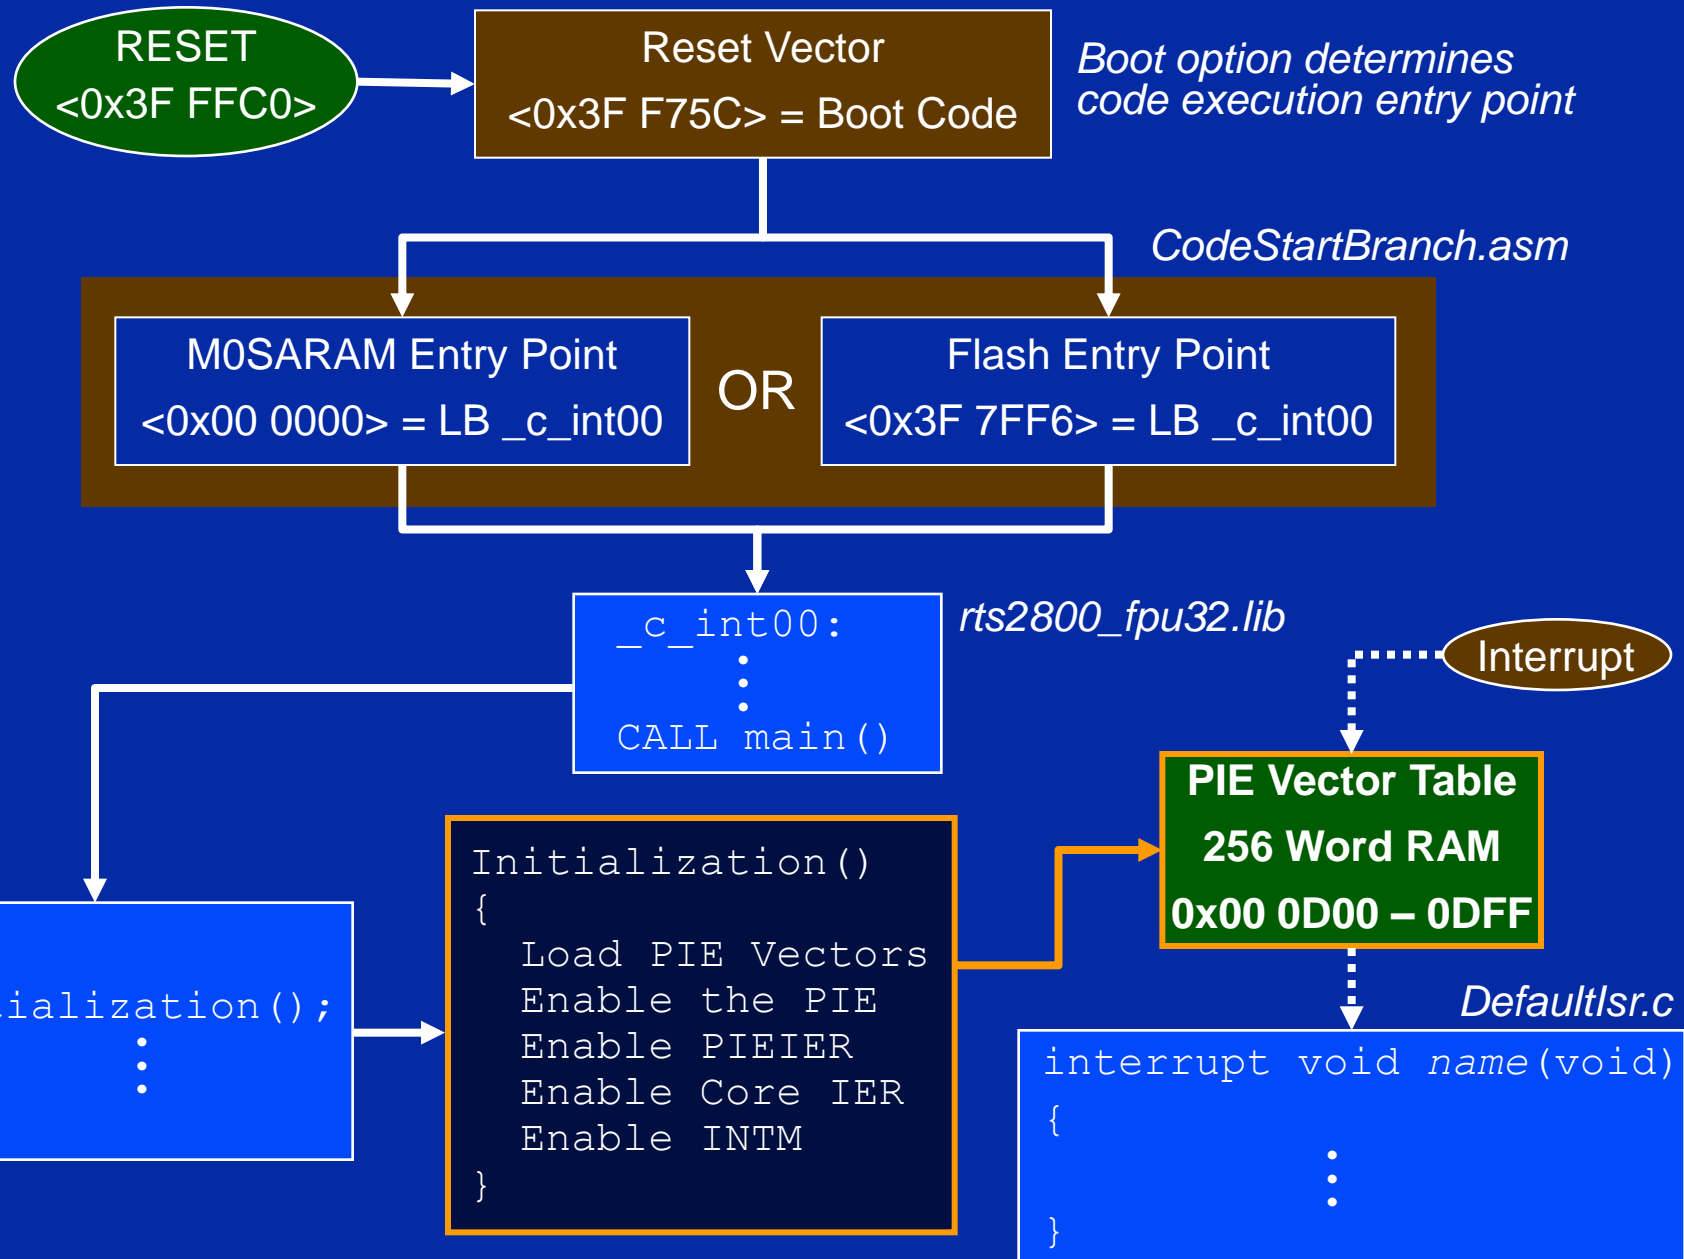 RESET
<0x3F FFC0>
Reset Vector
<0x3F F75C> = Boot Code
Boot option determines
code execution entry point
CodeStartBranch.asm
M0SARAM Entry Point
<0x00 0000> = LB _c_int00
OR
Flash Entry Point
<0x3F 7FF6> = LB _c_int00
_c_int00:
CALL main()
rts2800_fpu32.lib
Interrupt
PIE Vector Table
256 Word RAM
0x00 0D00 – 0DFF
ialization();
Initialization()
{
Load PIE Vectors
Enable the PIE
Enable PIEIER
Enable Core IER
Enable INTM
}
DefaultIsr.c
interrupt void name(void)
{
}